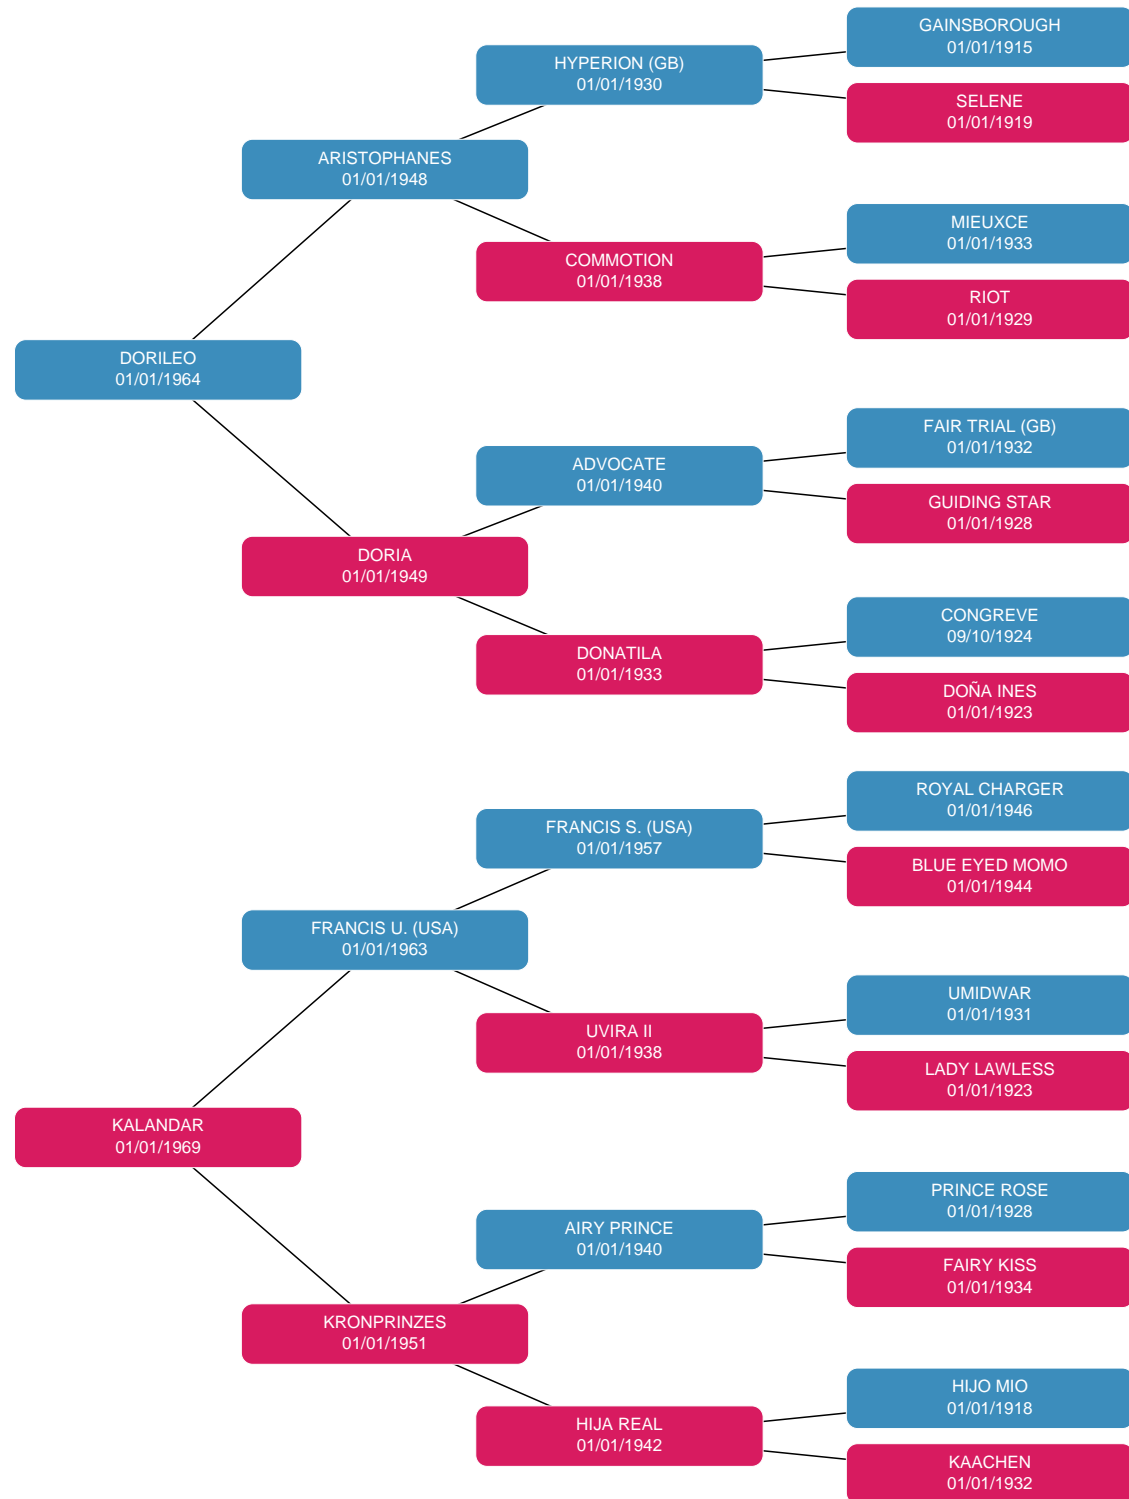 GAINSBOROUGH
01/01/1915
HYPERION (GB)
01/01/1930
SELENE
01/01/1919
ARISTOPHANES
01/01/1948
MIEUXCE
01/01/1933
COMMOTION
01/01/1938
RIOT
01/01/1929
DORILEO
01/01/1964
FAIR TRIAL (GB)
01/01/1932
ADVOCATE
01/01/1940
GUIDING STAR
01/01/1928
DORIA
01/01/1949
CONGREVE
09/10/1924
DONATILA
01/01/1933
DOÑA INES
01/01/1923
ROYAL CHARGER
01/01/1946
FRANCIS S. (USA)
01/01/1957
BLUE EYED MOMO
01/01/1944
FRANCIS U. (USA)
01/01/1963
UMIDWAR
01/01/1931
UVIRA II
01/01/1938
LADY LAWLESS
01/01/1923
KALANDAR
01/01/1969
PRINCE ROSE
01/01/1928
AIRY PRINCE
01/01/1940
FAIRY KISS
01/01/1934
KRONPRINZES
01/01/1951
HIJO MIO
01/01/1918
HIJA REAL
01/01/1942
KAACHEN
01/01/1932